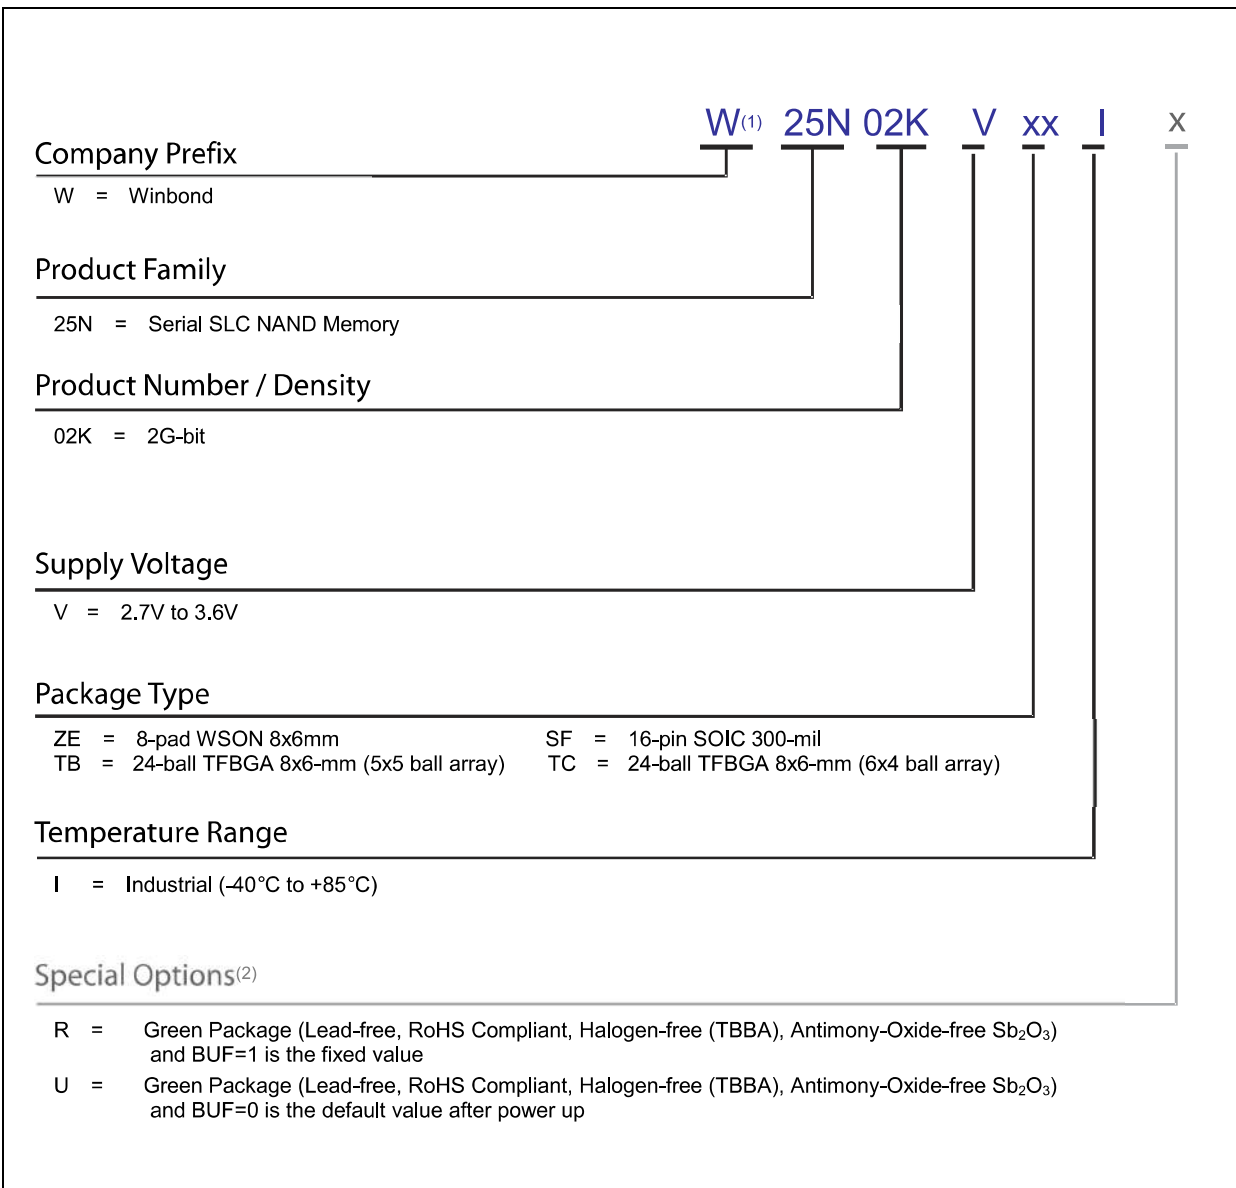 W(1) 25N 02K V xx I x
Company Prefix
W = Winbond
Product Family
25N = Serial SLC NAND Memory
Product Number / Density
02K = 2G-bit
Supply Voltage
V = 2.7V to 3.6V
Package Type
ZE = 8-pad WSON 8x6mm SF = 16-pin SOIC 300-mil
TB = 24-ball TFBGA 8x6-mm (5x5 ball array) TC = 24-ball TFBGA 8x6-mm (6x4 ball array)
Temperature Range
I = Industrial (-40°C to +85°C)
Special Options(2)
R = Green Package (Lead-free, RoHS Compliant, Halogen-free (TBBA), Antimony-Oxide-free Sb₂O₃)
and BUF=1 is the fixed value
U = Green Package (Lead-free, RoHS Compliant, Halogen-free (TBBA), Antimony-Oxide-free Sb₂O₃)
and BUF=0 is the default value after power up